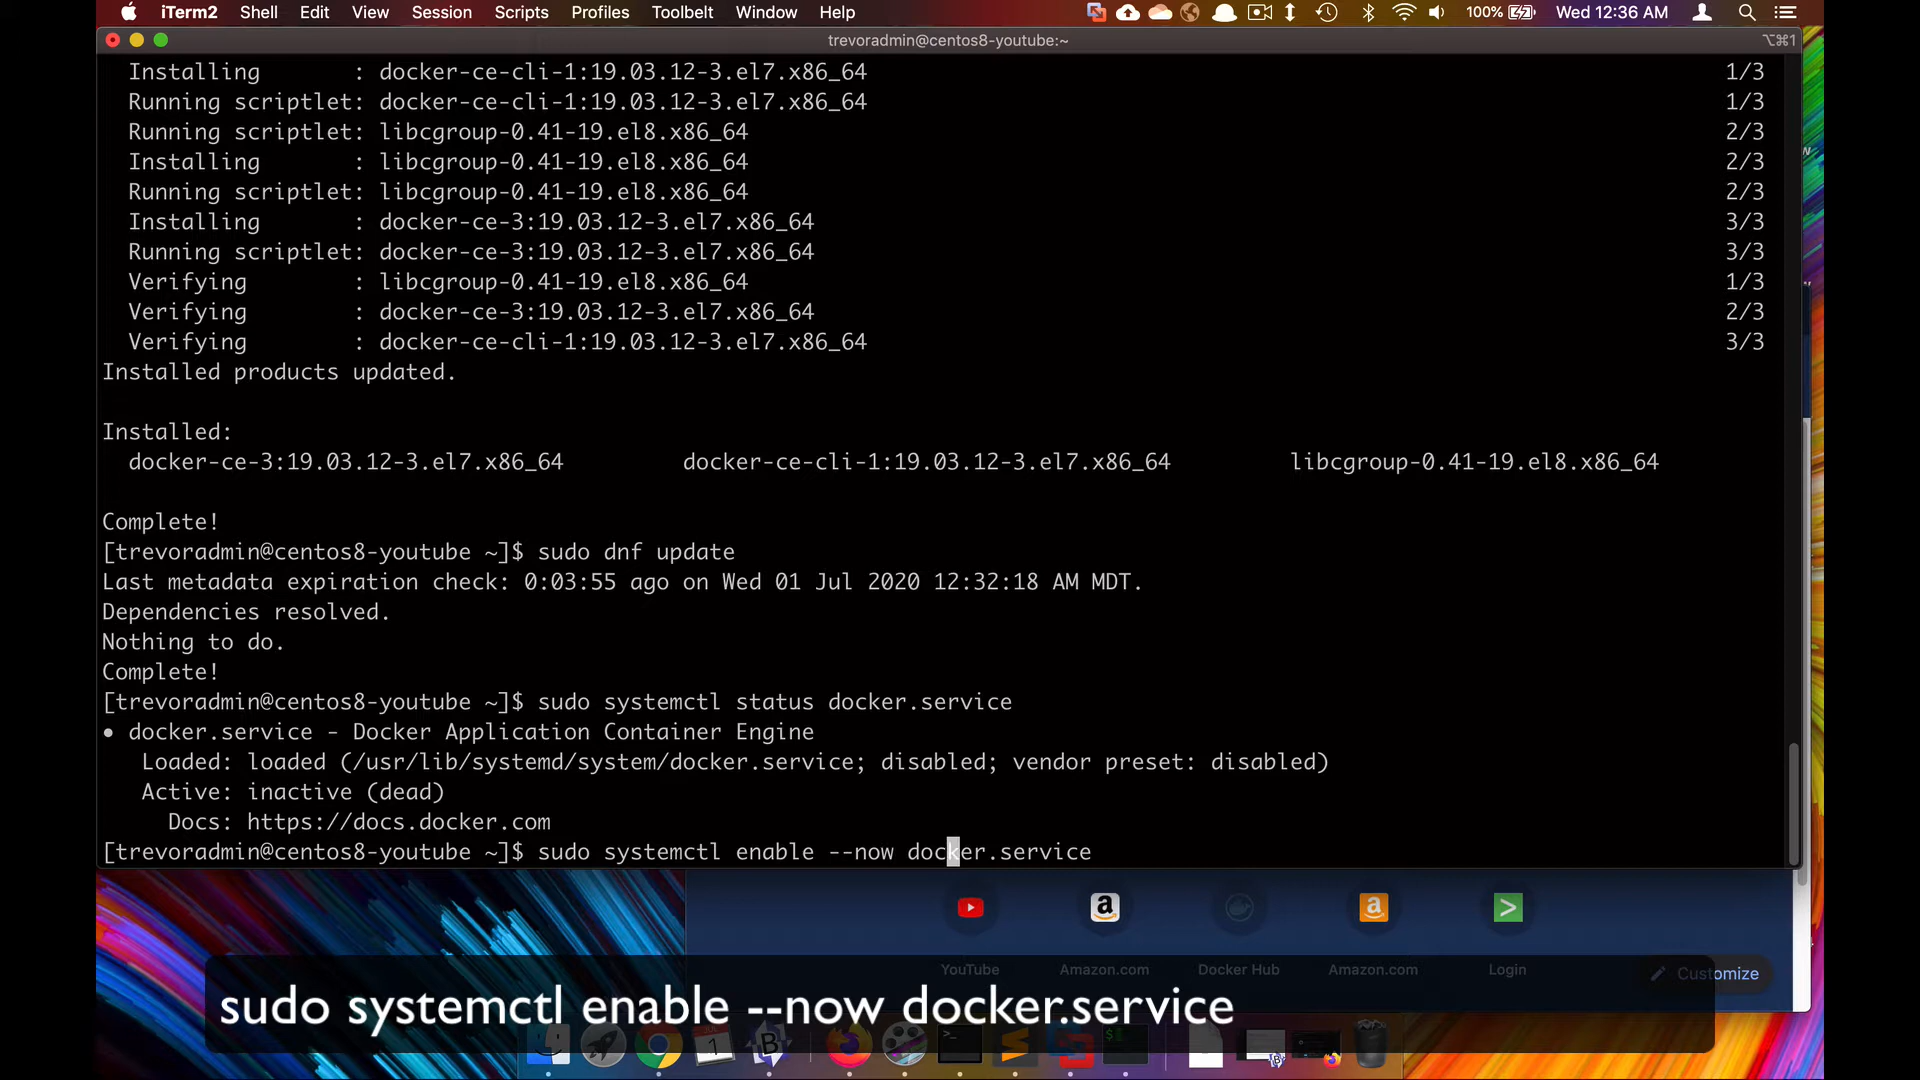 iTerm2 Shell Edit View Session Scripts Profiles Toolbelt Window Help 100% Wed 12:36 AM
trevoradmin@centos8-youtube:~ ⌥⌘1
Installing : docker-ce-cli-1:19.03.12-3.el7.x86_64 1/3
Running scriptlet: docker-ce-cli-1:19.03.12-3.el7.x86_64 1/3
Running scriptlet: libcgroup-0.41-19.el8.x86_64 2/3
Installing : libcgroup-0.41-19.el8.x86_64 2/3
Running scriptlet: libcgroup-0.41-19.el8.x86_64 2/3
Installing : docker-ce-3:19.03.12-3.el7.x86_64 3/3
Running scriptlet: docker-ce-3:19.03.12-3.el7.x86_64 3/3
Verifying : libcgroup-0.41-19.el8.x86_64 1/3
Verifying : docker-ce-3:19.03.12-3.el7.x86_64 2/3
Verifying : docker-ce-cli-1:19.03.12-3.el7.x86_64 3/3
Installed products updated.
Installed:
docker-ce-3:19.03.12-3.el7.x86_64 docker-ce-cli-1:19.03.12-3.el7.x86_64 libcgroup-0.41-19.el8.x86_64
Complete!
[trevoradmin@centos8-youtube ~]$ sudo dnf update
Last metadata expiration check: 0:03:55 ago on Wed 01 Jul 2020 12:32:18 AM MDT.
Dependencies resolved.
Nothing to do.
Complete!
[trevoradmin@centos8-youtube ~]$ sudo systemctl status docker.service
● docker.service - Docker Application Container Engine
Loaded: loaded (/usr/lib/systemd/system/docker.service; disabled; vendor preset: disabled)
Active: inactive (dead)
Docs: https://docs.docker.com
[trevoradmin@centos8-youtube ~]$ sudo systemctl enable --now docker.service
YouTube Amazon.com Docker Hub Amazon.com Login Customize
sudo systemctl enable --now docker.service